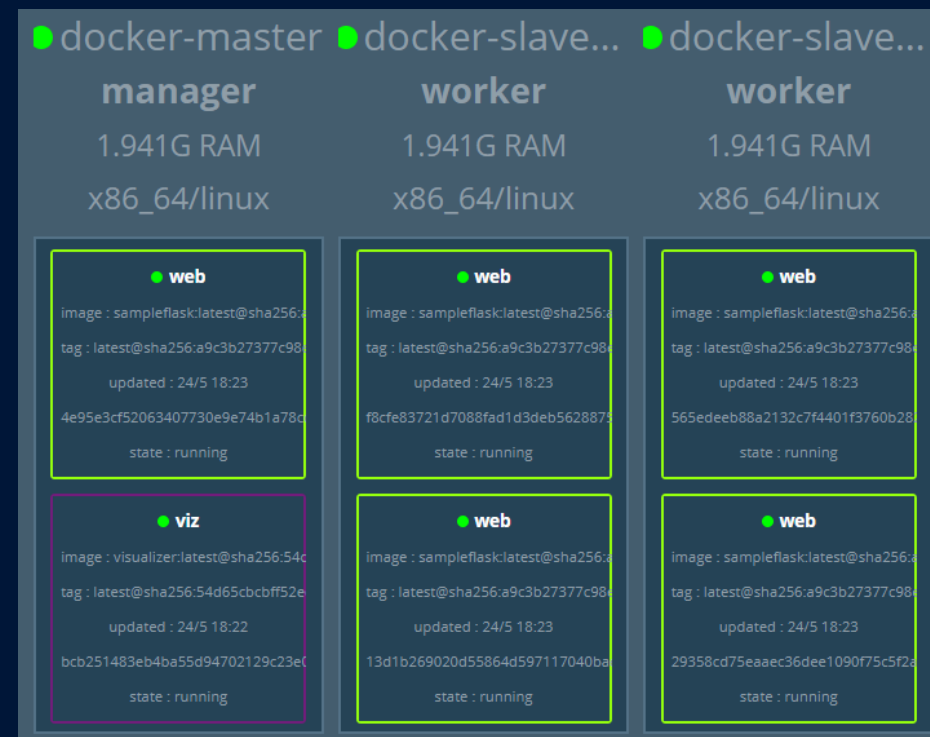 docker-master
manager
1.941G RAM
x86_64/linux
web
image : sampleflask:latest@sha256:a
tag : latest@sha256:a9c3b27377c98
updated : 24/5 18:23
4e95e3cf52063407730e9e74b1a78c
state : running
viz
image : visualizer:latest@sha256:54d
tag : latest@sha256:54d65cbcbff52e
updated : 24/5 18:22
bcb251483eb4ba55d94702129c23e0
state : running
docker-slave...
worker
1.941G RAM
x86_64/linux
web
image : sampleflask:latest@sha256:a
tag : latest@sha256:a9c3b27377c98
updated : 24/5 18:23
f8cfe83721d7088fad1d3deb5628875
state : running
web
image : sampleflask:latest@sha256:a
tag : latest@sha256:a9c3b27377c98
updated : 24/5 18:23
13d1b269020d55864d597117040ba
state : running
docker-slave...
worker
1.941G RAM
x86_64/linux
web
image : sampleflask:latest@sha256:a
tag : latest@sha256:a9c3b27377c98
updated : 24/5 18:23
565edeeb88a2132c7f4401f3760b28
state : running
web
image : sampleflask:latest@sha256:a
tag : latest@sha256:a9c3b27377c98
updated : 24/5 18:23
29358cd75eaaec36dee1090f75c5f2a
state : running